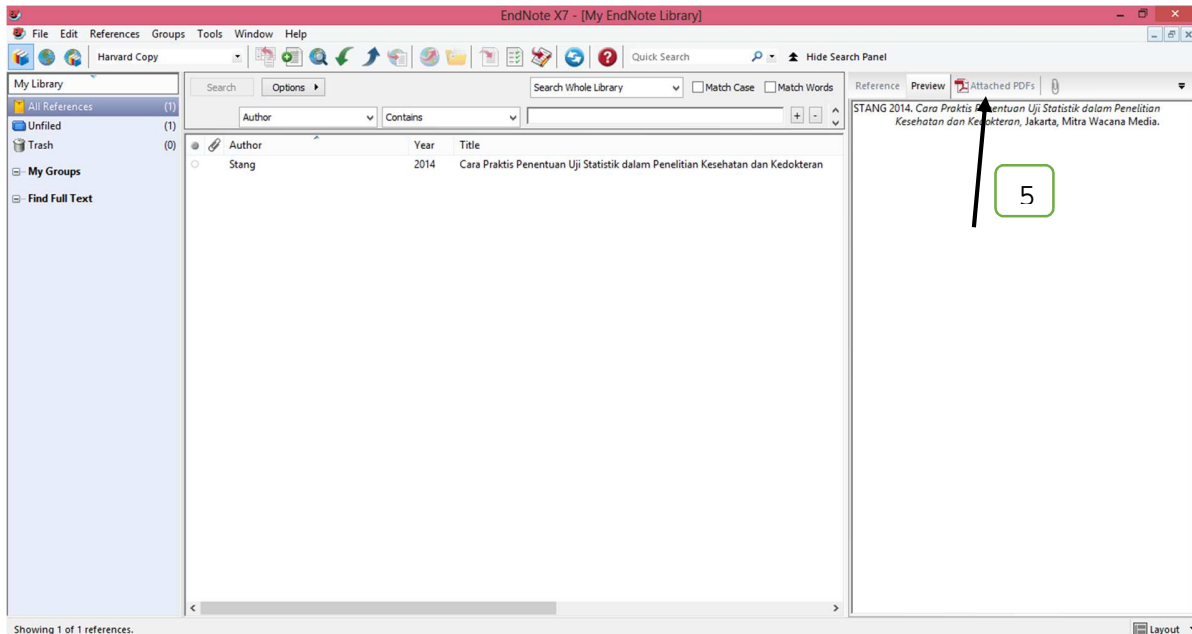 EndNote X7 - [My EndNote Library]
File Edit References Groups Tools Window Help
Harvard Copy Quick Search Hide Search Panel
My Library
All References (1)
Unfiled (1)
Trash (0)
My Groups
Find Full Text
Search Options Search Whole Library Match Case Match Words
Author Contains + -
Author Year Title
Stang 2014 Cara Praktis Penentuan Uji Statistik dalam Penelitian Kesehatan dan Kedokteran
Reference Preview Attached PDFs
STANG 2014. Cara Praktis Penentuan Uji Statistik dalam Penelitian
Kesehatan dan Kedokteran, Jakarta, Mitra Wacana Media.
5
Showing 1 of 1 references.
Layout